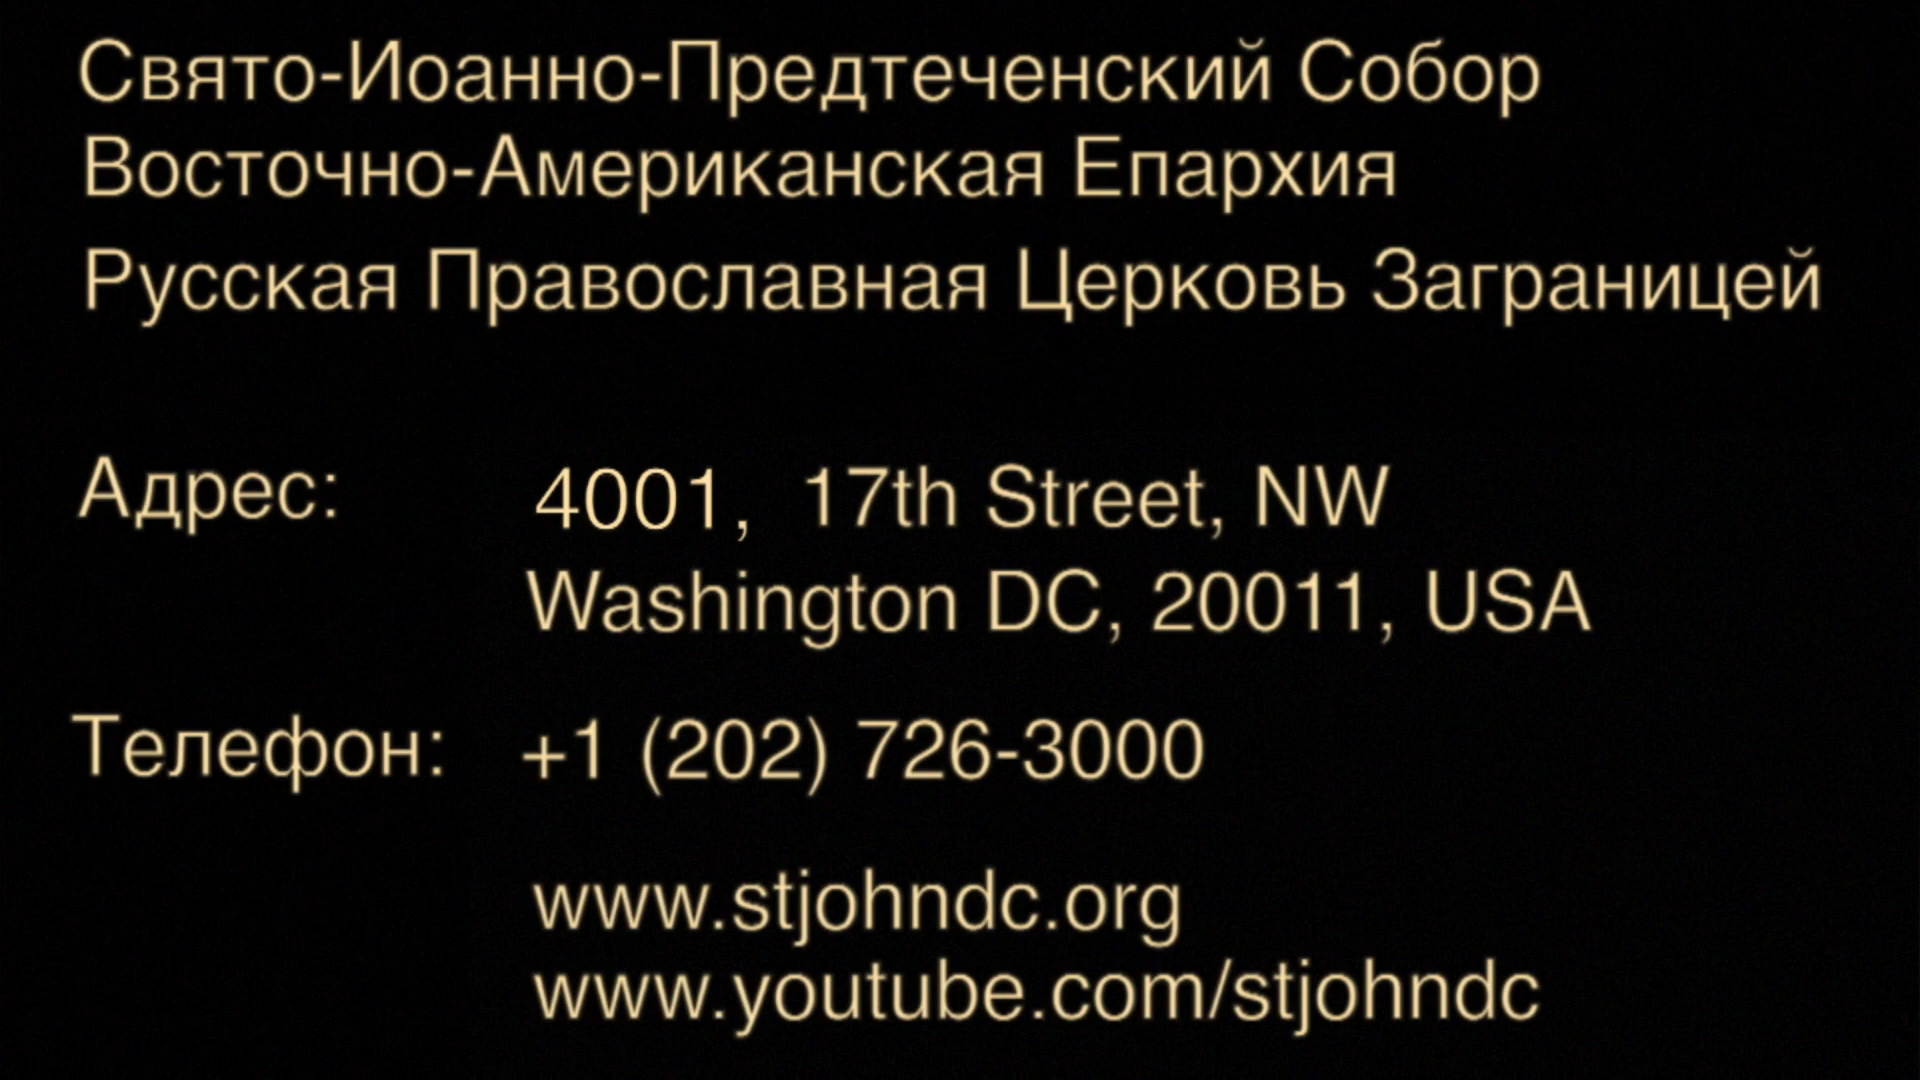 Свято-Иоанно-Предтеченский Собор
Восточно-Американская Епархия
Русская Православная Церковь Заграницей
Адрес: 4001, 17th Street, NW
Washington DC, 20011, USA
Телефон: +1 (202) 726-3000
www.stjohndc.org
www.youtube.com/stjohndc